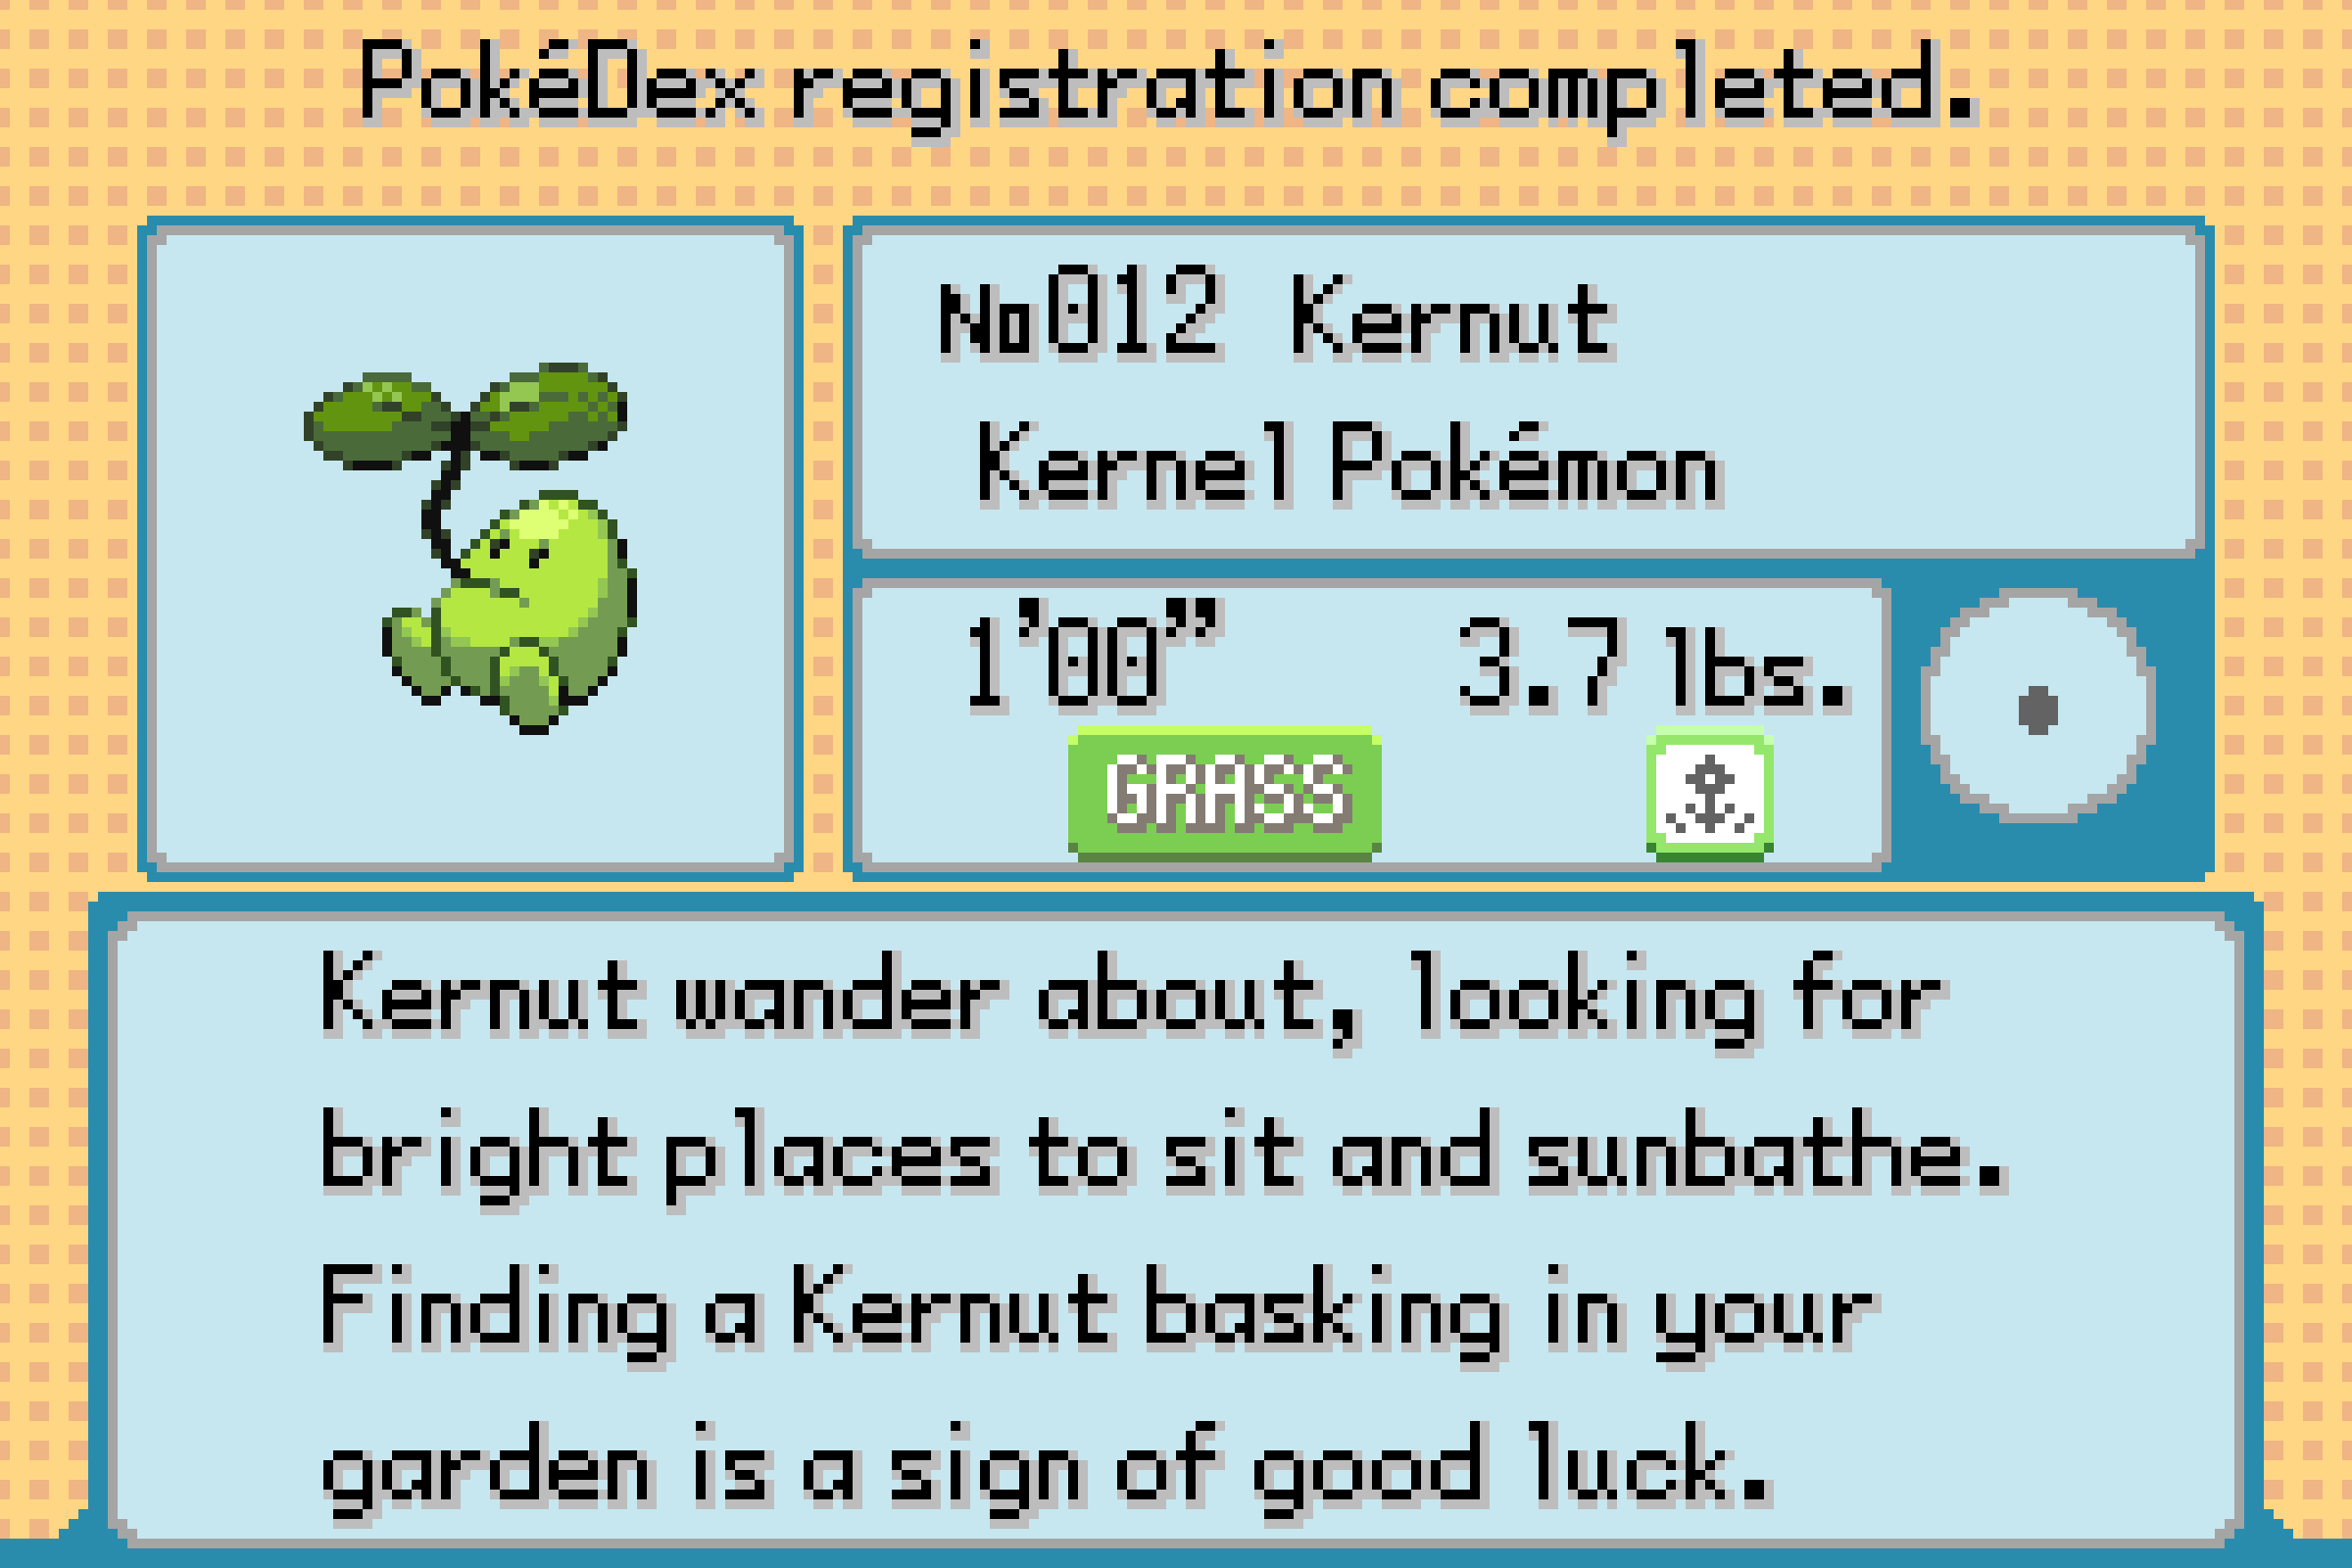 PokéDex registration completed.
№012 Kernut
Kernel Pokémon
1’00” 3.7 lbs.
GRASS
Kernut wander about, looking for
bright places to sit and sunbathe.
Finding a Kernut basking in your
garden is a sign of good luck.